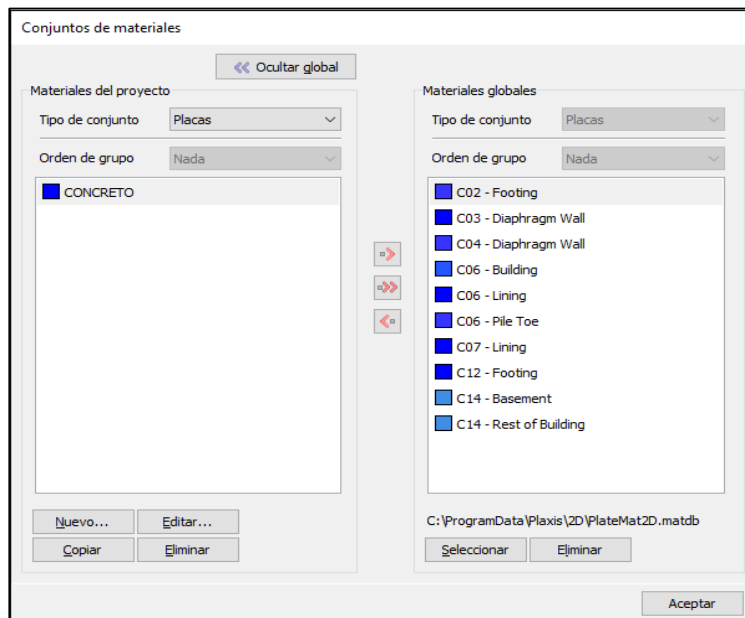 Conjuntos de materiales
Ocultar global
Materiales del proyecto
Tipo de conjunto Placas
Orden de grupo Nada
CONCRETO
Nuevo... Editar...
Copiar Eliminar
Materiales globales
Tipo de conjunto Placas
Orden de grupo Nada
C02 - Footing
C03 - Diaphragm Wall
C04 - Diaphragm Wall
C06 - Building
C06 - Lining
C06 - Pile Toe
C07 - Lining
C12 - Footing
C14 - Basement
C14 - Rest of Building
C:\ProgramData\Plaxis\2D\PlateMat2D.matdb
Seleccionar Eliminar
Aceptar